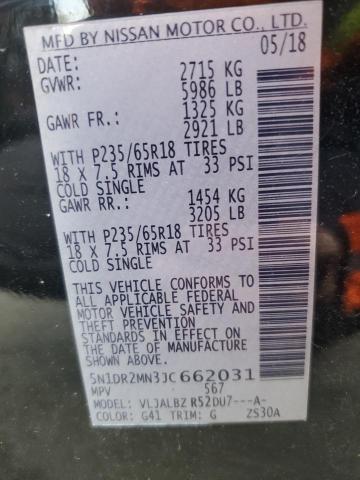 MFD BY NISSAN MOTOR CO., LTD.
DATE: 05/18
GVWR: 2715 KG
5986 LB
GAWR FR.: 1325 KG
2921 LB
WITH P235/65R18 TIRES
18 X 7.5 RIMS AT 33 PSI
COLD SINGLE
GAWR RR.: 1454 KG
3205 LB
WITH P235/65R18 TIRES
18 X 7.5 RIMS AT 33 PSI
COLD SINGLE
THIS VEHICLE CONFORMS TO
ALL APPLICABLE FEDERAL
MOTOR VEHICLE SAFETY
AND THEFT PREVENTION
STANDARDS IN EFFECT ON THE
DATE OF MANUFACTURE
SHOWN ABOVE.
5N1DR2MN3JC662031
MPV 567
MODEL: VLJALBZ R52DU7---A-
COLOR: G41 TRIM: G ZS30A